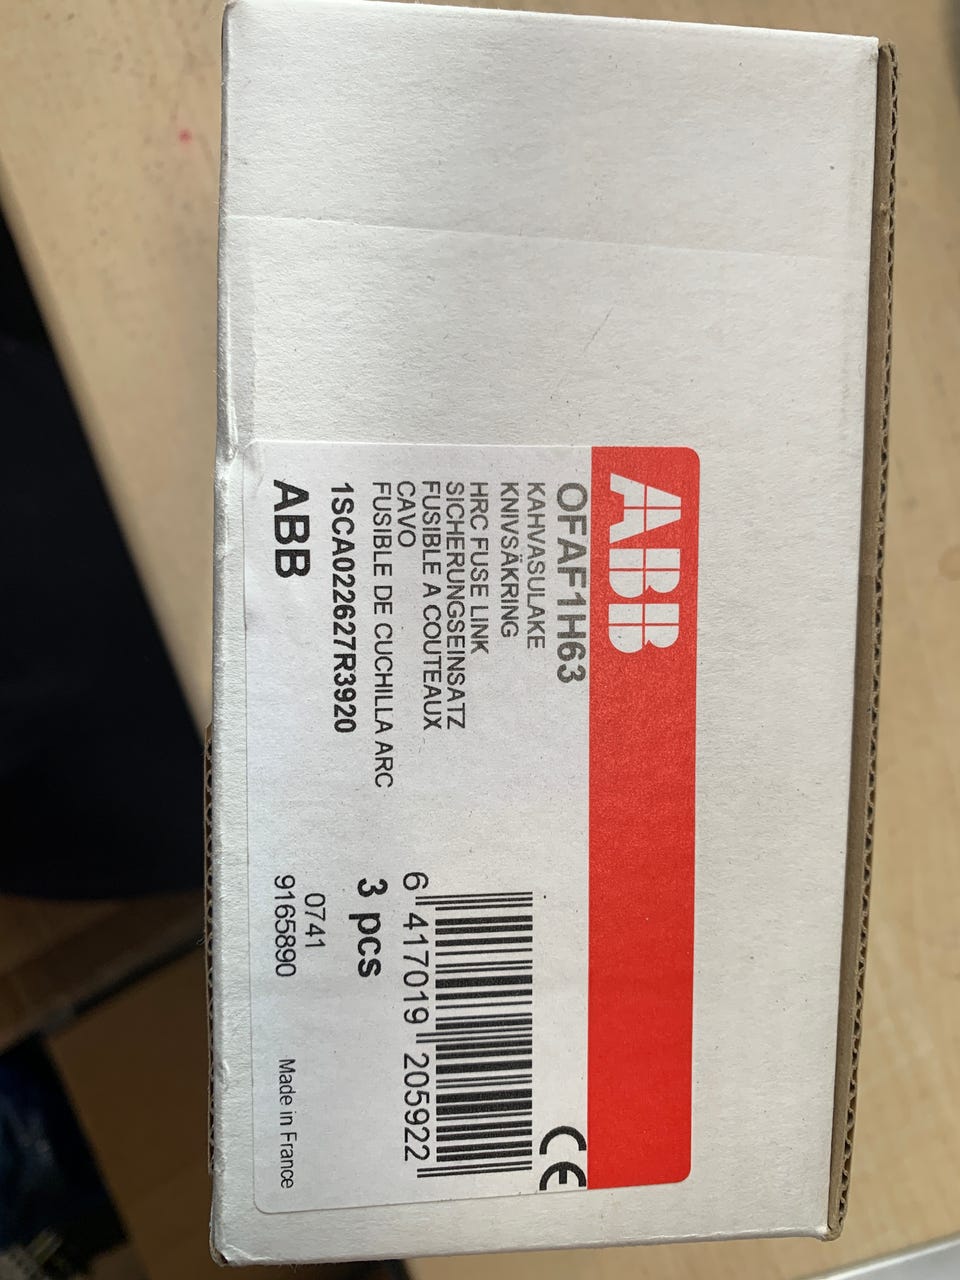 ABB
OFAF1H63
KAHVASULAKE
KNIVSÄKRING
HRC FUSE LINK
SICHERUNGSEINSATZ
FUSIBLE A COUTEAUX
CAVO
FUSIBLE DE CUCHILLA ARC
1SCA022627R3920
ABB
CE
6 417019 205922
3 pcs
0741
9165890
Made in France